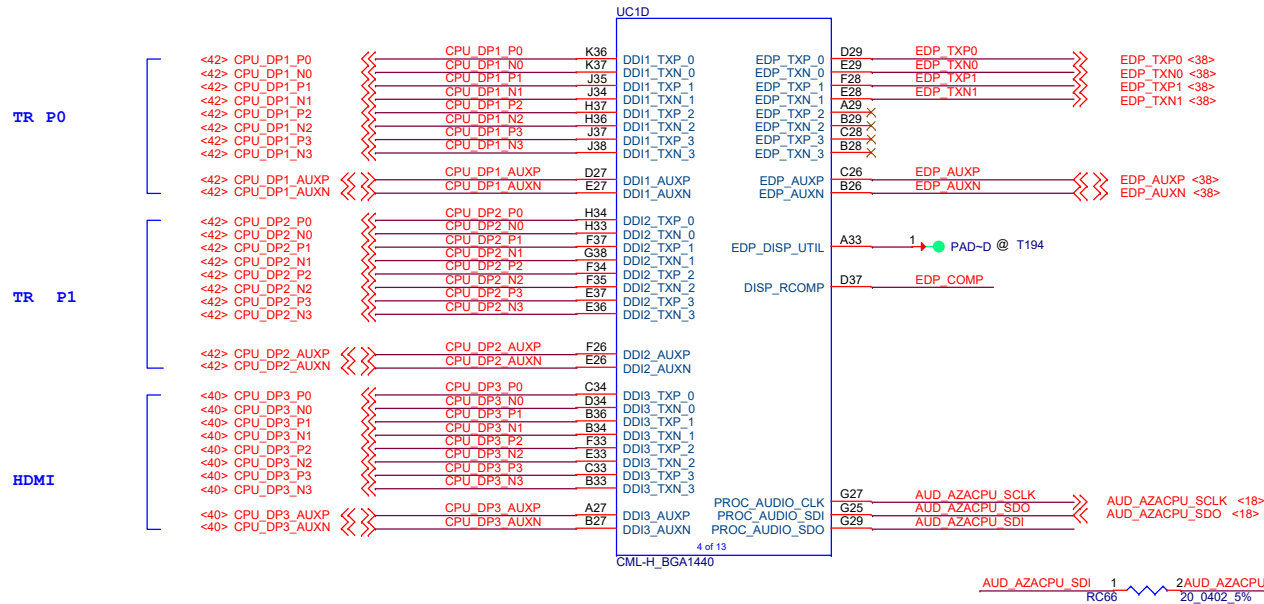 UC1D
<42> CPU_DP1_P0 CPU_DP1_P0 K36 DDI1_TXP_0 EDP_TXP_0 D29 EDP_TXP0 EDP_TXP0 <38>
<42> CPU_DP1_N0 CPU_DP1_N0 K37 DDI1_TXN_0 EDP_TXN_0 E29 EDP_TXN0 EDP_TXN0 <38>
<42> CPU_DP1_P1 CPU_DP1_P1 J35 DDI1_TXP_1 EDP_TXP_1 F28 EDP_TXP1 EDP_TXP1 <38>
<42> CPU_DP1_N1 CPU_DP1_N1 J34 DDI1_TXN_1 EDP_TXN_1 E28 EDP_TXN1 EDP_TXN1 <38>
TR P0 <42> CPU_DP1_P2 CPU_DP1_P2 H37 DDI1_TXP_2 EDP_TXP_2 A29
<42> CPU_DP1_N2 CPU_DP1_N2 H36 DDI1_TXN_2 EDP_TXN_2 B29
<42> CPU_DP1_P3 CPU_DP1_P3 J37 DDI1_TXP_3 EDP_TXP_3 C28
<42> CPU_DP1_N3 CPU_DP1_N3 J38 DDI1_TXN_3 EDP_TXN_3 B28
<42> CPU_DP1_AUXP CPU_DP1_AUXP D27 DDI1_AUXP EDP_AUXP C26 EDP_AUXP EDP_AUXP <38>
<42> CPU_DP1_AUXN CPU_DP1_AUXN E27 DDI1_AUXN EDP_AUXN B26 EDP_AUXN EDP_AUXN <38>
<42> CPU_DP2_P0 CPU_DP2_P0 H34 DDI2_TXP_0
<42> CPU_DP2_N0 CPU_DP2_N0 H33 DDI2_TXN_0
<42> CPU_DP2_P1 CPU_DP2_P1 F37 DDI2_TXP_1 EDP_DISP_UTIL A33 1 PAD~D @ T194
<42> CPU_DP2_N1 CPU_DP2_N1 G38 DDI2_TXN_1
<42> CPU_DP2_P2 CPU_DP2_P2 F34 DDI2_TXP_2
<42> CPU_DP2_N2 CPU_DP2_N2 F35 DDI2_TXN_2 DISP_RCOMP D37 EDP_COMP
TR P1 <42> CPU_DP2_P3 CPU_DP2_P3 E37 DDI2_TXP_3
<42> CPU_DP2_N3 CPU_DP2_N3 E36 DDI2_TXN_3
<42> CPU_DP2_AUXP CPU_DP2_AUXP F26 DDI2_AUXP
<42> CPU_DP2_AUXN CPU_DP2_AUXN E26 DDI2_AUXN
<40> CPU_DP3_P0 CPU_DP3_P0 C34 DDI3_TXP_0
<40> CPU_DP3_N0 CPU_DP3_N0 D34 DDI3_TXN_0
<40> CPU_DP3_P1 CPU_DP3_P1 B36 DDI3_TXP_1
<40> CPU_DP3_N1 CPU_DP3_N1 B34 DDI3_TXN_1
<40> CPU_DP3_P2 CPU_DP3_P2 F33 DDI3_TXP_2
<40> CPU_DP3_N2 CPU_DP3_N2 E33 DDI3_TXN_2
HDMI <40> CPU_DP3_P3 CPU_DP3_P3 C33 DDI3_TXP_3
<40> CPU_DP3_N3 CPU_DP3_N3 B33 DDI3_TXN_3
PROC_AUDIO_CLK G27 AUD_AZACPU_SCLK AUD_AZACPU_SCLK <18>
<40> CPU_DP3_AUXP CPU_DP3_AUXP A27 DDI3_AUXP PROC_AUDIO_SDI G25 AUD_AZACPU_SDO AUD_AZACPU_SDO <18>
<40> CPU_DP3_AUXN CPU_DP3_AUXN B27 DDI3_AUXN PROC_AUDIO_SDO G29 AUD_AZACPU_SDI
4 of 13
CML-H_BGA1440
AUD_AZACPU_SDI 1 2 AUD_AZACPU
RC66 20_0402_5%